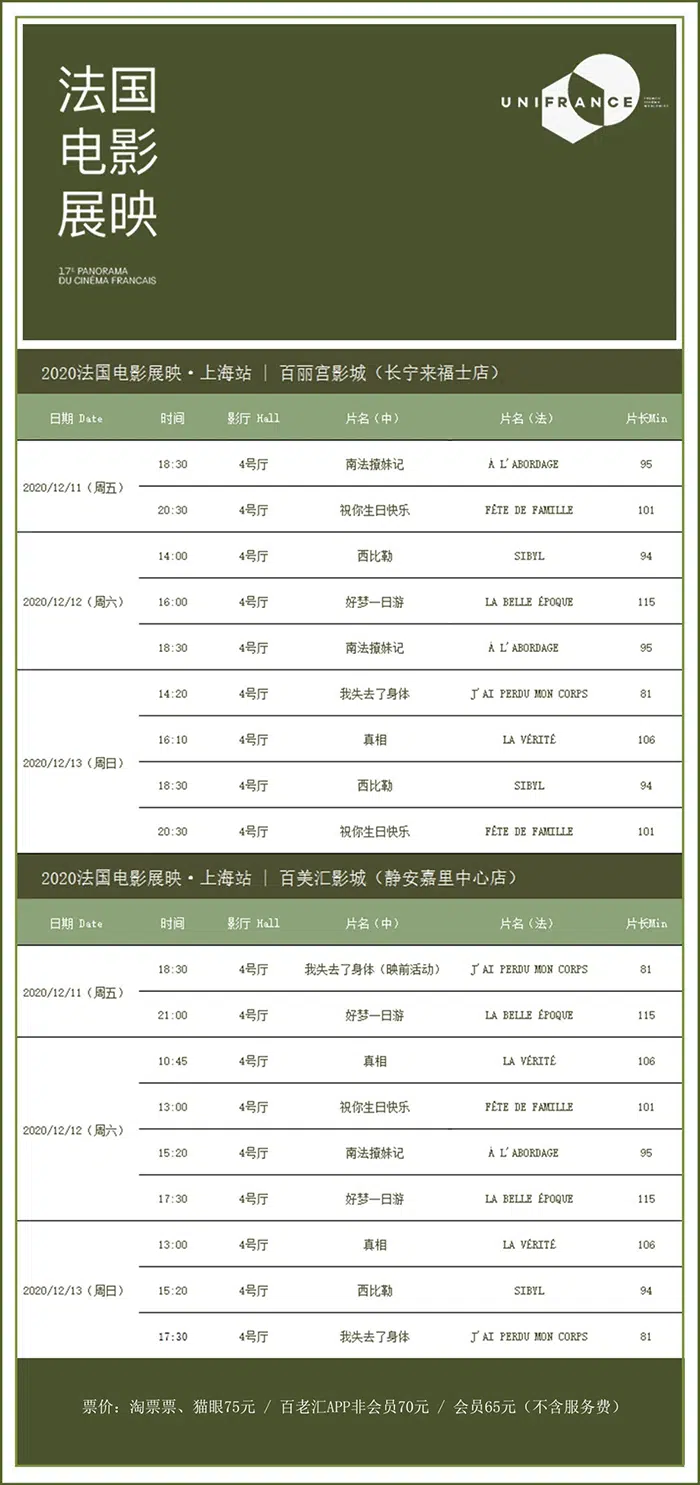 法国
电影
展映
UNIFRANCE
17E PANORAMA
DU CINÉMA FRANCAIS
2020法国电影展映·上海站 | 百丽宫影城（长宁来福士店）
日期 Date 时间 影厅 Hall 片名（中） 片名（法） 片长Min
2020/12/11（周五）
18:30 4号厅 南法撩妹记 À L'ABORDAGE 95
20:30 4号厅 祝你生日快乐 FÊTE DE FAMILLE 101
2020/12/12（周六）
14:00 4号厅 西比勒 SIBYL 94
16:00 4号厅 好梦一日游 LA BELLE ÉPOQUE 115
18:30 4号厅 南法撩妹记 À L'ABORDAGE 95
2020/12/13（周日）
14:20 4号厅 我失去了身体 J'AI PERDU MON CORPS 81
16:10 4号厅 真相 LA VÉRITÉ 106
18:30 4号厅 西比勒 SIBYL 94
20:30 4号厅 祝你生日快乐 FÊTE DE FAMILLE 101
2020法国电影展映·上海站 | 百美汇影城（静安嘉里中心店）
日期 Date 时间 影厅 Hall 片名（中） 片名（法） 片长Min
2020/12/11（周五）
18:30 4号厅 我失去了身体（映前活动） J'AI PERDU MON CORPS 81
21:00 4号厅 好梦一日游 LA BELLE ÉPOQUE 115
2020/12/12（周六）
10:45 4号厅 真相 LA VÉRITÉ 106
13:00 4号厅 祝你生日快乐 FÊTE DE FAMILLE 101
15:20 4号厅 南法撩妹记 À L'ABORDAGE 95
17:30 4号厅 好梦一日游 LA BELLE ÉPOQUE 115
2020/12/13（周日）
13:00 4号厅 真相 LA VÉRITÉ 106
15:20 4号厅 西比勒 SIBYL 94
17:30 4号厅 我失去了身体 J'AI PERDU MON CORPS 81
票价：淘票票、猫眼75元 / 百老汇APP非会员70元 / 会员65元（不含服务费）